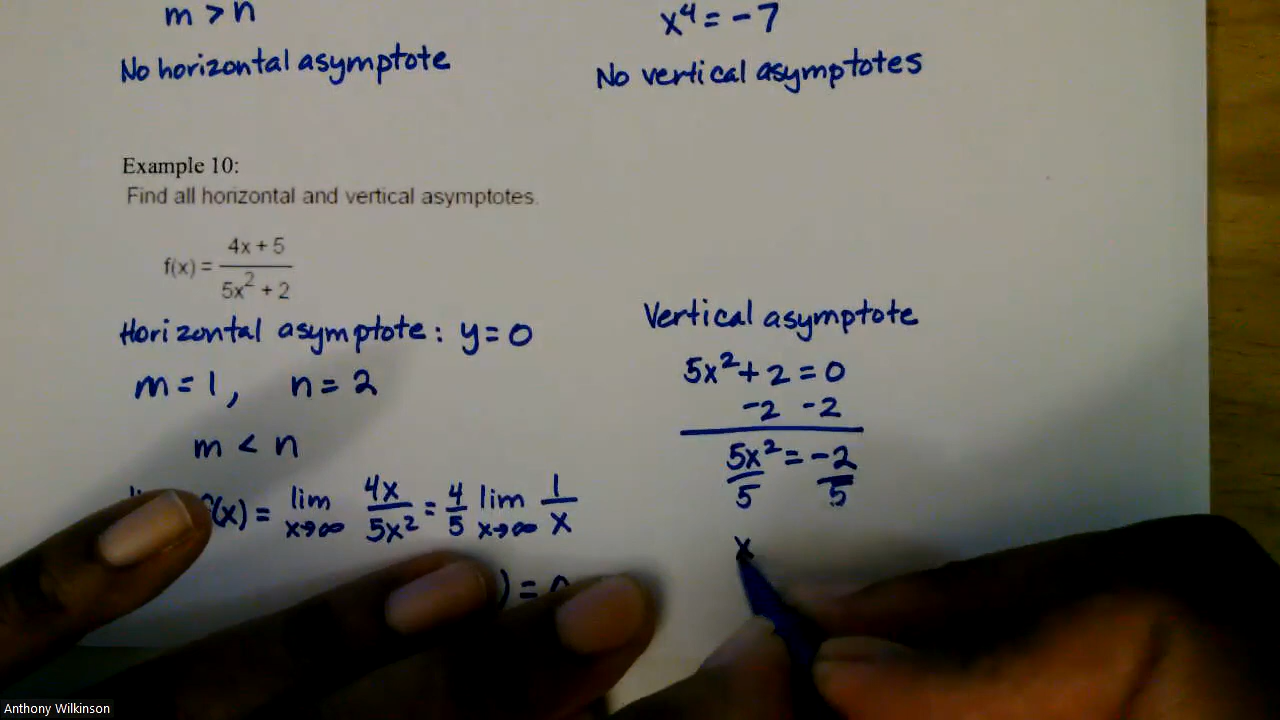 m > n
No horizontal asymptote
x⁴ = -7
No vertical asymptotes
Example 10:
Find all horizontal and vertical asymptotes.
f(x) = (4x + 5)/(5x² + 2)
Horizontal asymptote: y = 0
m = 1, n = 2
m < n
f(x) = lim x→∞ 4x/5x² = 4/5 lim x→∞ 1/x
) =
Vertical asymptote
5x² + 2 = 0
-2 -2
5x² = -2
5 5
x
Anthony Wilkinson